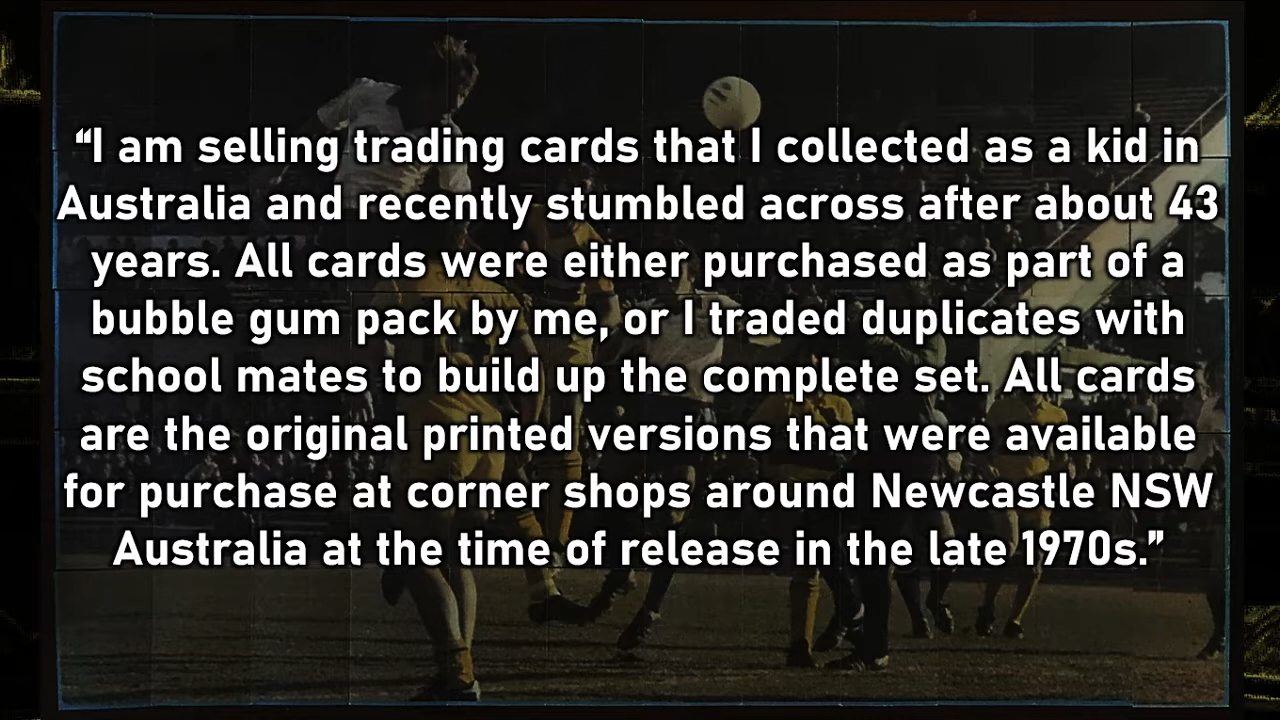 “I am selling trading cards that I collected as a kid in
Australia and recently stumbled across after about 43
years. All cards were either purchased as part of a
bubble gum pack by me, or I traded duplicates with
school mates to build up the complete set. All cards
are the original printed versions that were available
for purchase at corner shops around Newcastle NSW
Australia at the time of release in the late 1970s.”